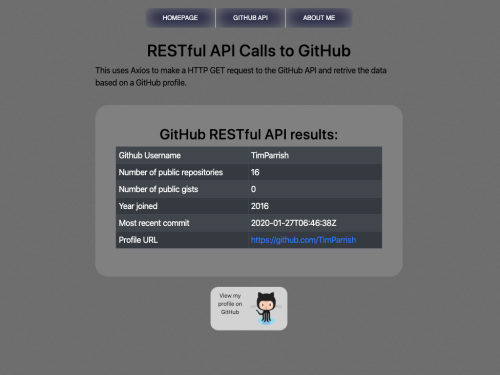 HOMEPAGE GITHUB API ABOUT ME
RESTful API Calls to GitHub
This uses Axios to make a HTTP GET request to the GitHub API and retrive the data
based on a GitHub profile.
GitHub RESTful API results:
Github Username TimParrish
Number of public repositories 16
Number of public gists 0
Year joined 2016
Most recent commit 2020-01-27T06:46:38Z
Profile URL https://github.com/TimParrish
View my
profile on
GitHub